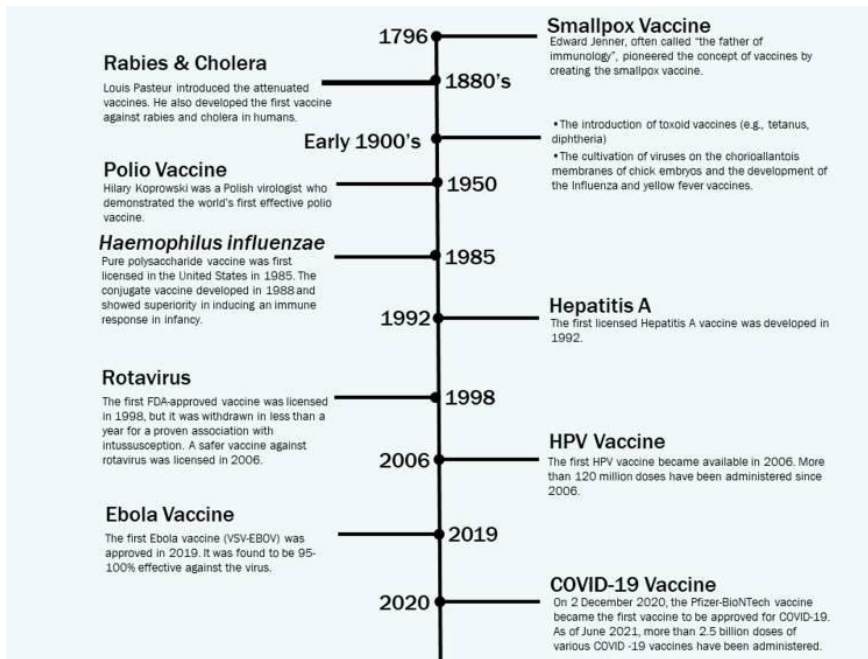 1796
Smallpox Vaccine
Edward Jenner, often called "the father of
immunology", pioneered the concept of vaccines by
creating the smallpox vaccine.
Rabies & Cholera
Louis Pasteur introduced the attenuated
vaccines. He also developed the first vaccine
against rabies and cholera in humans.
1880's
Early 1900's
•The introduction of toxoid vaccines (e.g., tetanus,
diphtheria)
•The cultivation of viruses on the chorioallantois
membranes of chick embryos and the development of
the Influenza and yellow fever vaccines.
Polio Vaccine
Hilary Koprowski was a Polish virologist who
demonstrated the world's first effective polio
vaccine.
1950
Haemophilus influenzae
Pure polysaccharide vaccine was first
licensed in the United States in 1985. The
conjugate vaccine developed in 1988 and
showed superiority in inducing an immune
response in infancy.
1985
1992
Hepatitis A
The first licensed Hepatitis A vaccine was developed in
1992.
Rotavirus
The first FDA-approved vaccine was licensed
in 1998, but it was withdrawn in less than a
year for a proven association with
intussusception. A safer vaccine against
rotavirus was licensed in 2006.
1998
2006
HPV Vaccine
The first HPV vaccine became available in 2006. More
than 120 million doses have been administered since
2006.
Ebola Vaccine
The first Ebola vaccine (VSV-EBOV) was
approved in 2019. It was found to be 95-
100% effective against the virus.
2019
2020
COVID-19 Vaccine
On 2 December 2020, the Pfizer-BioNTech vaccine
became the first vaccine to be approved for COVID-19.
As of June 2021, more than 2.5 billion doses of
various COVID -19 vaccines have been administered.